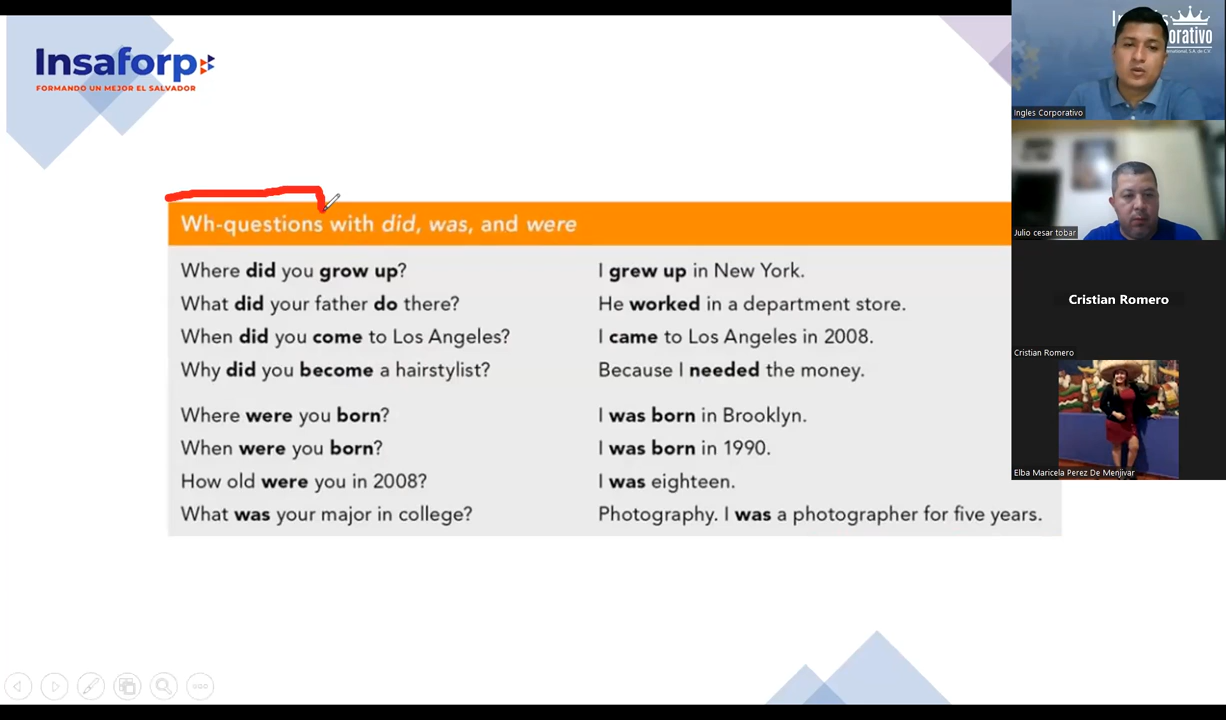 Insaforp
FORMANDO UN MEJOR EL SALVADOR
Wh-questions with did, was, and were
Where did you grow up? I grew up in New York.
What did your father do there? He worked in a department store.
When did you come to Los Angeles? I came to Los Angeles in 2008.
Why did you become a hairstylist? Because I needed the money.
Where were you born? I was born in Brooklyn.
When were you born? I was born in 1990.
How old were you in 2008? I was eighteen.
What was your major in college? Photography. I was a photographer for five years.
Ingles Corporativo
Julio cesar tobar
Cristian Romero
Cristian Romero
Elba Maricela Perez De Menjivar